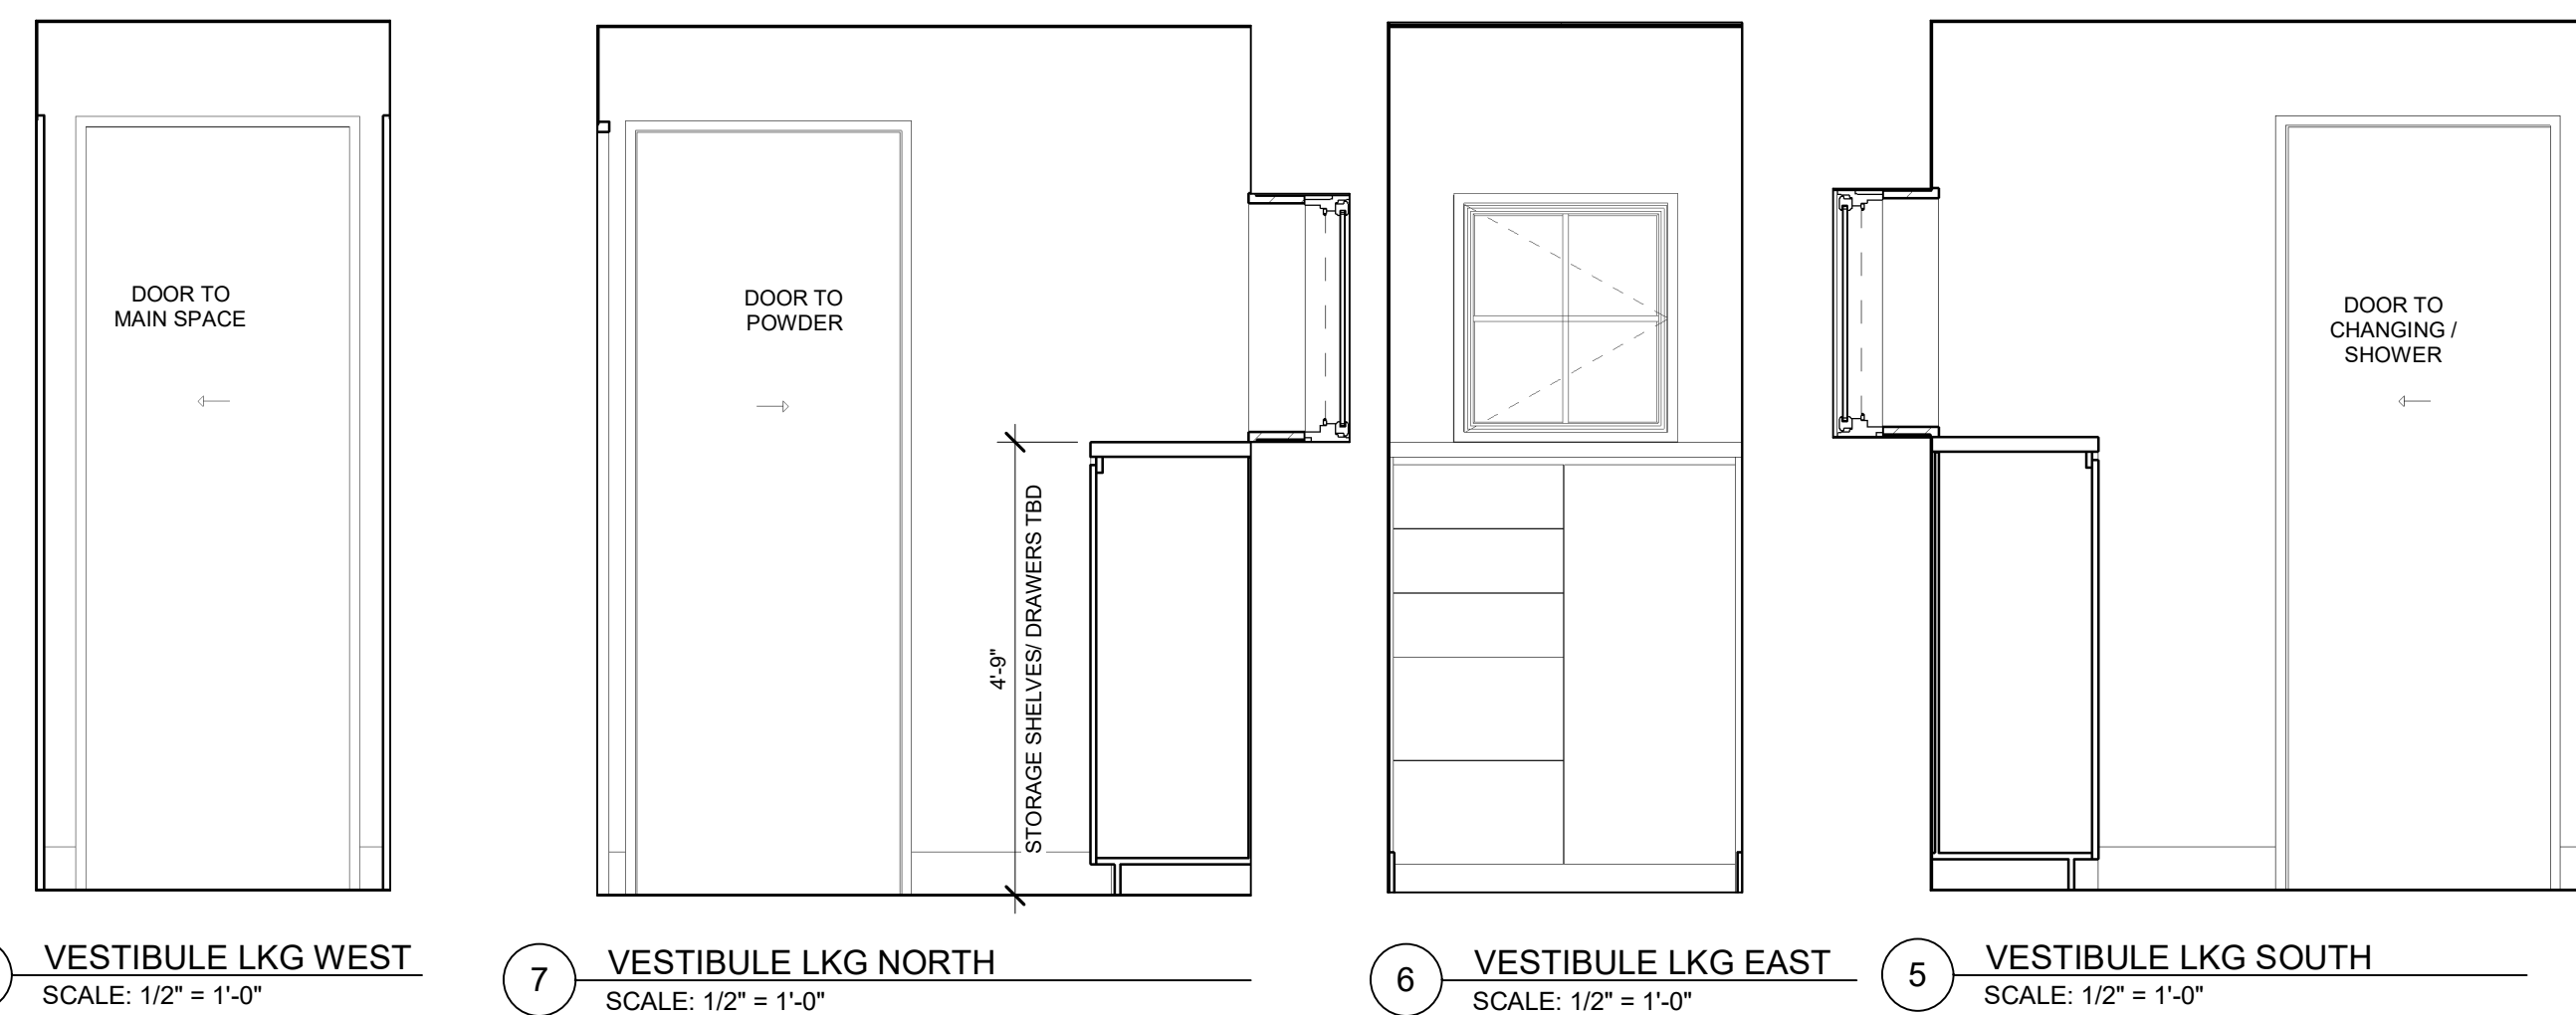 DOOR TO
MAIN SPACE
VESTIBULE LKG WEST
SCALE: 1/2" = 1'-0"
DOOR TO
POWDER
4'-9"
STORAGE SHELVES/ DRAWERS TBD
7
VESTIBULE LKG NORTH
SCALE: 1/2" = 1'-0"
6
VESTIBULE LKG EAST
SCALE: 1/2" = 1'-0"
DOOR TO
CHANGING /
SHOWER
5
VESTIBULE LKG SOUTH
SCALE: 1/2" = 1'-0"